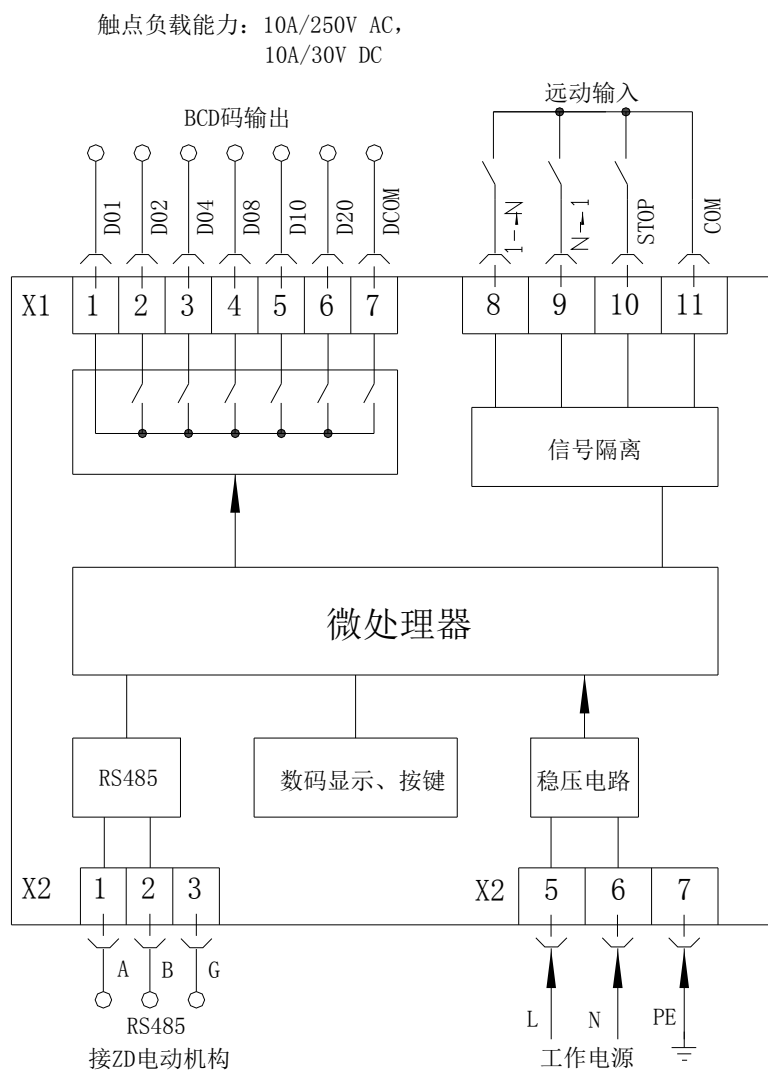 触点负载能力: 10A/250V AC,
10A/30V DC
BCD码输出
远动输入
D01
D02
D04
D08
D10
D20
DCOM
1→N
N→1
STOP
COM
X1
1
2
3
4
5
6
7
8
9
10
11
信号隔离
微处理器
RS485
数码显示、按键
稳压电路
X2
1
2
3
X2
5
6
7
A
B
G
L
N
PE
RS485
接ZD电动机构
工作电源